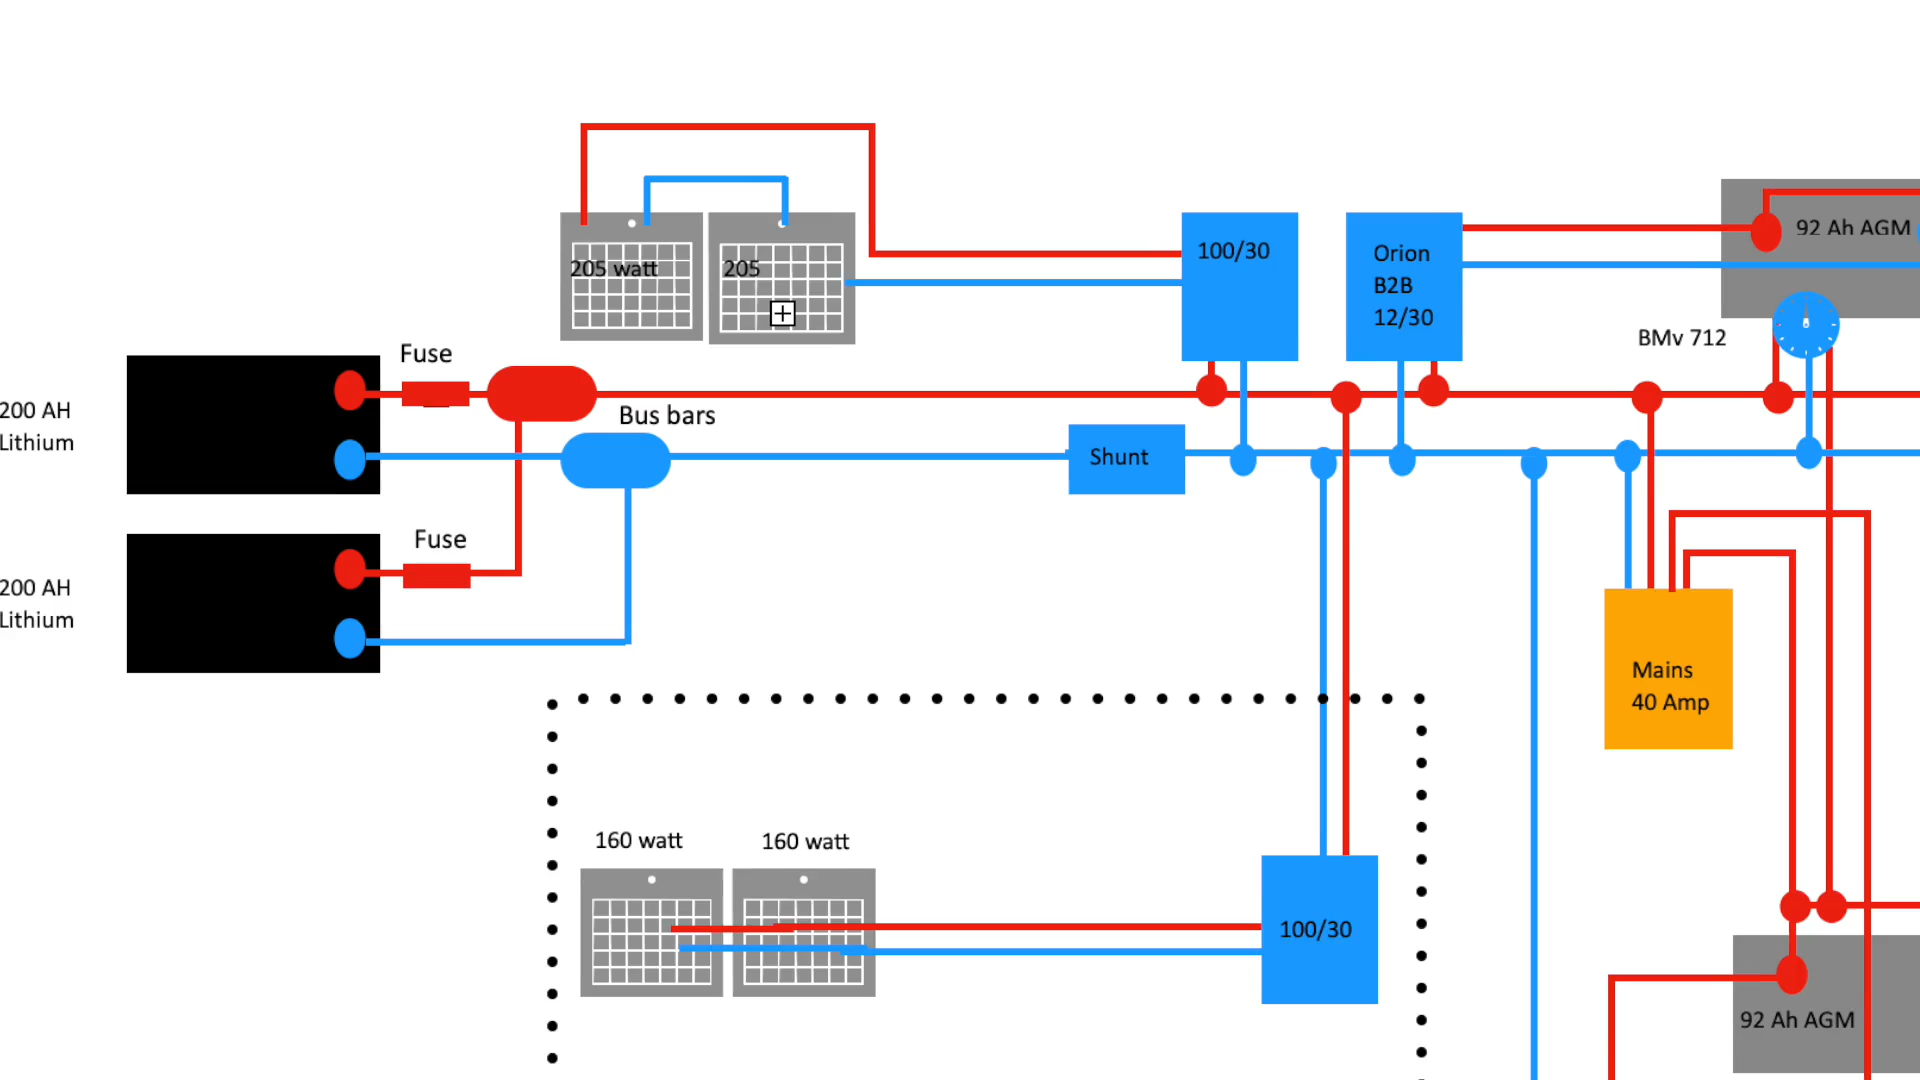 205 watt
205
100/30
Orion
B2B
12/30
92 Ah AGM
BMv 712
Fuse
200 AH
Lithium
Bus bars
Shunt
Fuse
200 AH
Lithium
Mains
40 Amp
160 watt
160 watt
100/30
92 Ah AGM